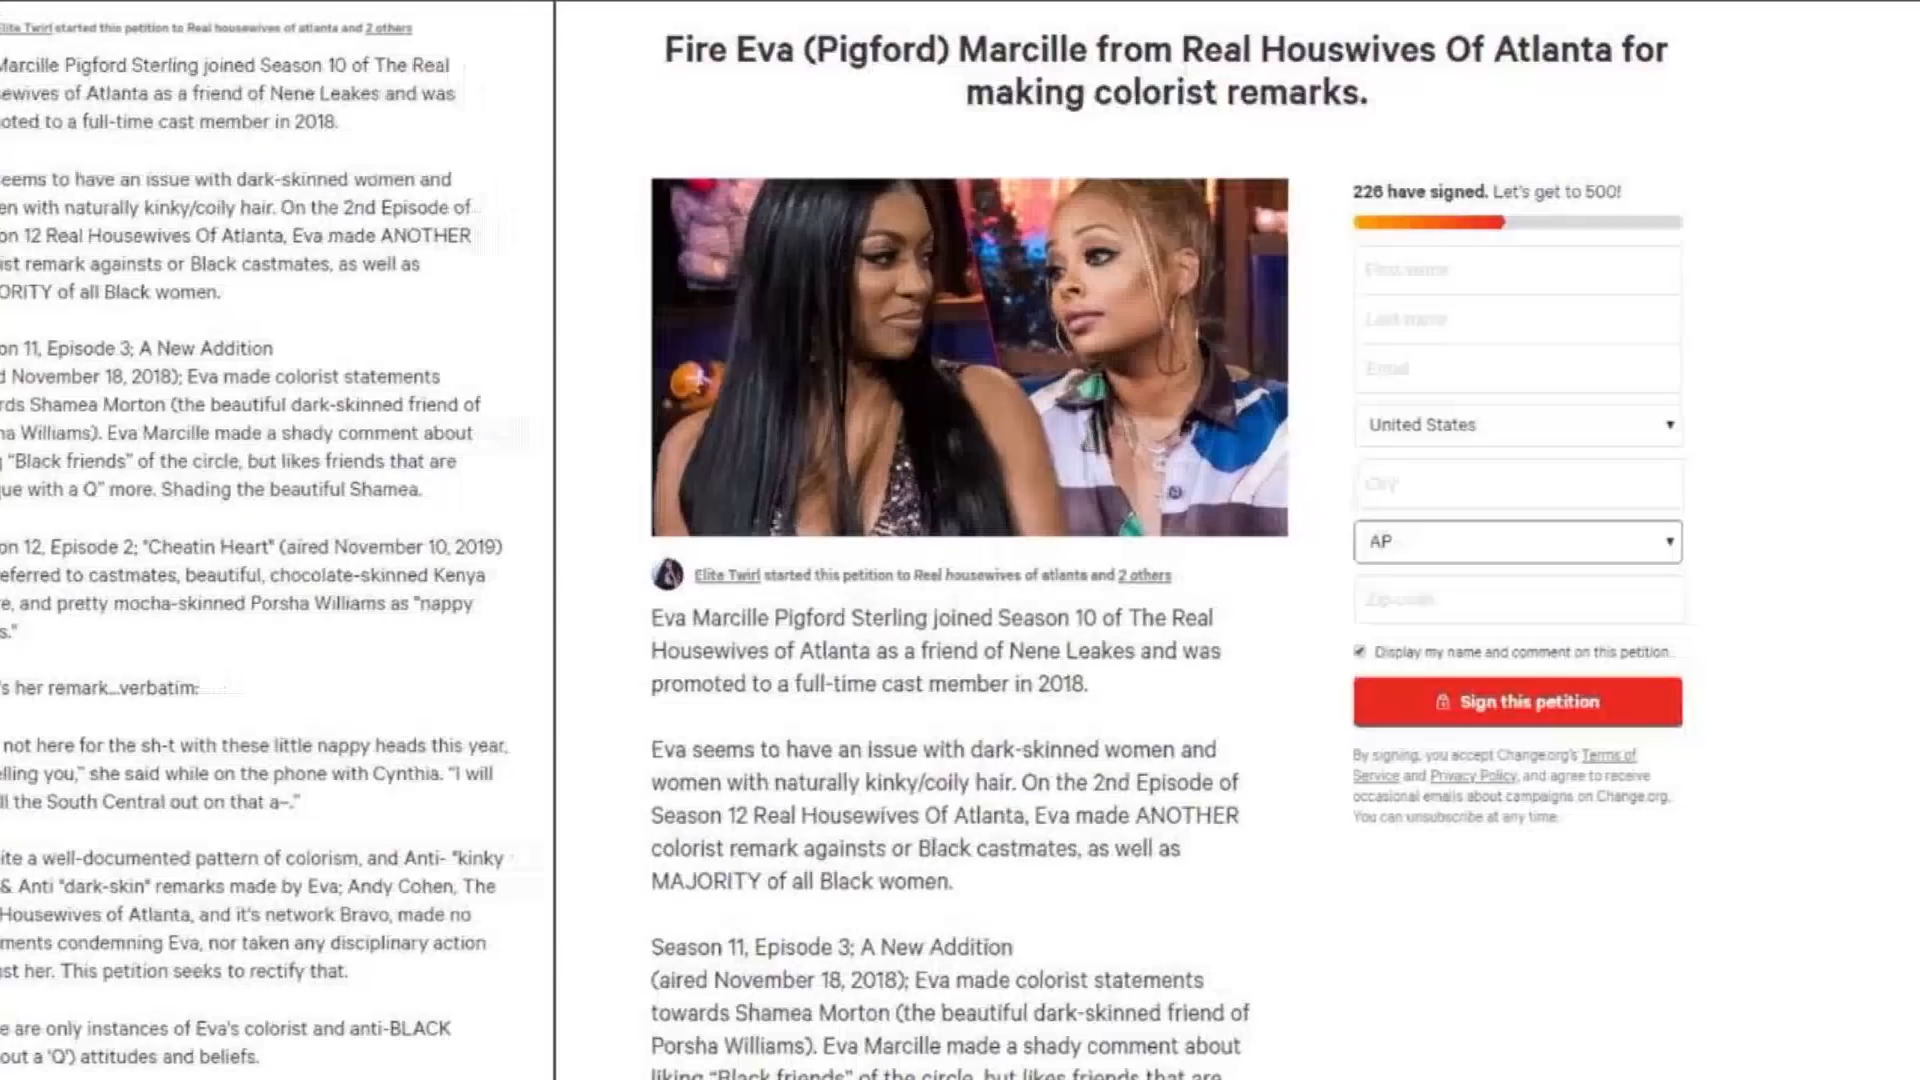 Elite Twirl started this petition to Real housewives of atlanta and 2 others
Marcille Pigford Sterling joined Season 10 of The Real
ewives of Atlanta as a friend of Nene Leakes and was
oted to a full-time cast member in 2018.
eems to have an issue with dark-skinned women and
en with naturally kinky/coily hair. On the 2nd Episode of
on 12 Real Housewives Of Atlanta, Eva made ANOTHER
ist remark againsts or Black castmates, as well as
ORITY of all Black women.
on 11, Episode 3; A New Addition
d November 18, 2018); Eva made colorist statements
rds Shamea Morton (the beautiful dark-skinned friend of
ha Williams). Eva Marcille made a shady comment about
"Black friends" of the circle, but likes friends that are
ue with a Q" more. Shading the beautiful Shamea.
on 12, Episode 2; "Cheatin Heart" (aired November 10, 2019)
eferred to castmates, beautiful, chocolate-skinned Kenya
e, and pretty mocha-skinned Porsha Williams as "nappy
s."
's her remark...verbatim:
not here for the sh-t with these little nappy heads this year,
elling you," she said while on the phone with Cynthia. "I will
ll the South Central out on that a–."
ite a well-documented pattern of colorism, and Anti- "kinky
& Anti "dark-skin" remarks made by Eva; Andy Cohen, The
Housewives of Atlanta, and it's network Bravo, made no
ments condemning Eva, nor taken any disciplinary action
st her. This petition seeks to rectify that.
e are only instances of Eva's colorist and anti-BLACK
out a 'Q') attitudes and beliefs.
Fire Eva (Pigford) Marcille from Real Houswives Of Atlanta for
making colorist remarks.
Elite Twirl started this petition to Real housewives of atlanta and 2 others
Eva Marcille Pigford Sterling joined Season 10 of The Real
Housewives of Atlanta as a friend of Nene Leakes and was
promoted to a full-time cast member in 2018.
Eva seems to have an issue with dark-skinned women and
women with naturally kinky/coily hair. On the 2nd Episode of
Season 12 Real Housewives Of Atlanta, Eva made ANOTHER
colorist remark againsts or Black castmates, as well as
MAJORITY of all Black women.
Season 11, Episode 3; A New Addition
(aired November 18, 2018); Eva made colorist statements
towards Shamea Morton (the beautiful dark-skinned friend of
Porsha Williams). Eva Marcille made a shady comment about
liking "Black friends" of the circle, but likes friends that are
226 have signed. Let's get to 500!
First name
Last name
Email
United States
City
AP
Zip code
Display my name and comment on this petition
Sign this petition
By signing, you accept Change.org's Terms of
Service and Privacy Policy, and agree to receive
occasional emails about campaigns on Change.org.
You can unsubscribe at any time.